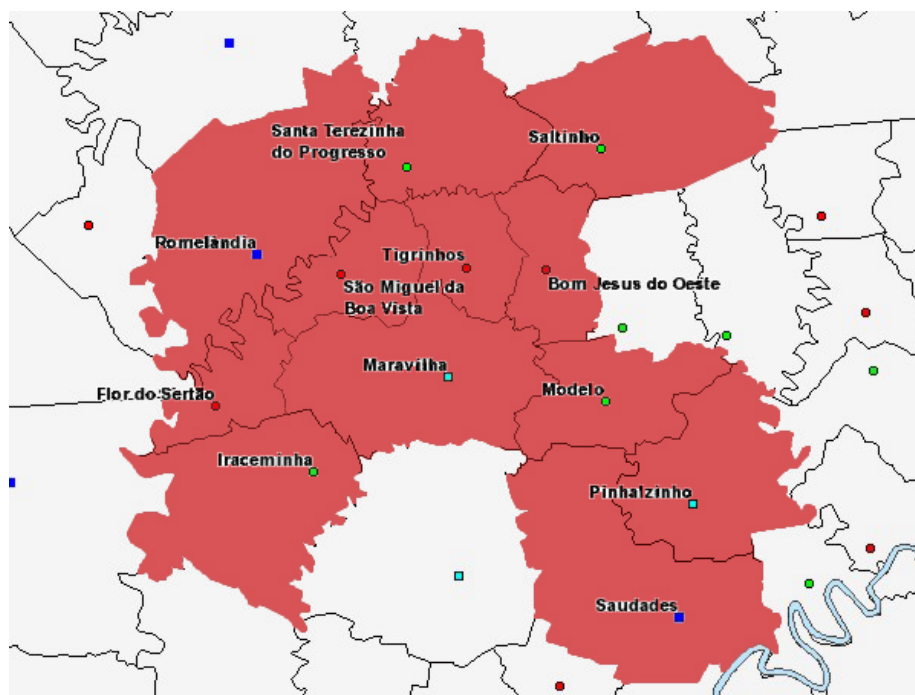 Santa Terezinha
do Progresso
Saltinho
Romelândia
Tigrinhos
São Miguel da
Boa Vista
Bom Jesus do Oeste
Maravilha
Flor do Sertão
Modelo
Iraceminha
Pinhalzinho
Saudades